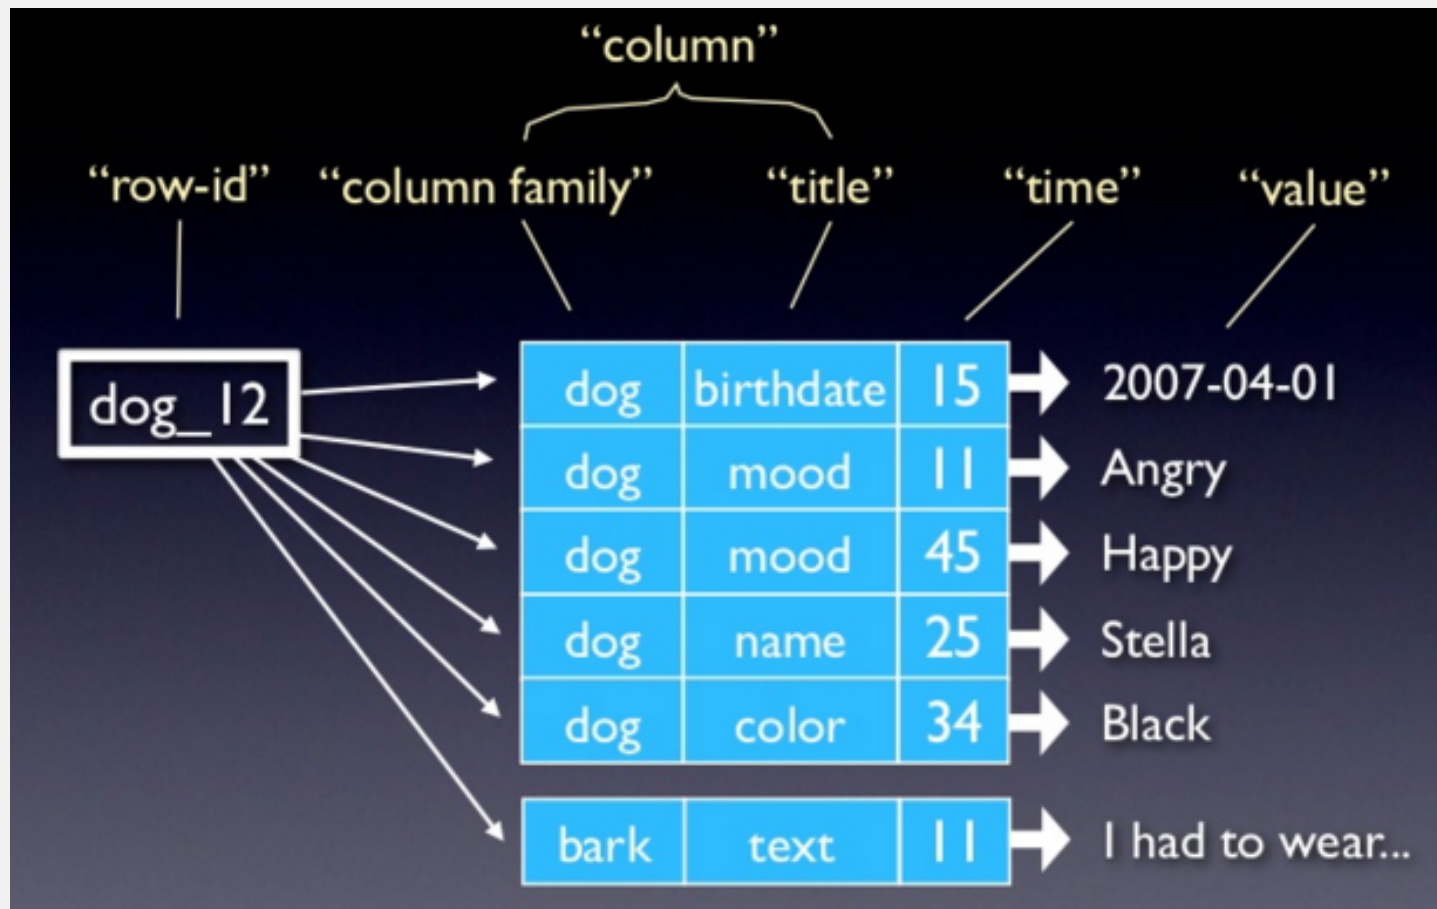 “column”
“row-id” “column family” “title” “time” “value”
dog_12
dog birthdate 15 2007-04-01
dog mood 11 Angry
dog mood 45 Happy
dog name 25 Stella
dog color 34 Black
bark text 11 I had to wear...